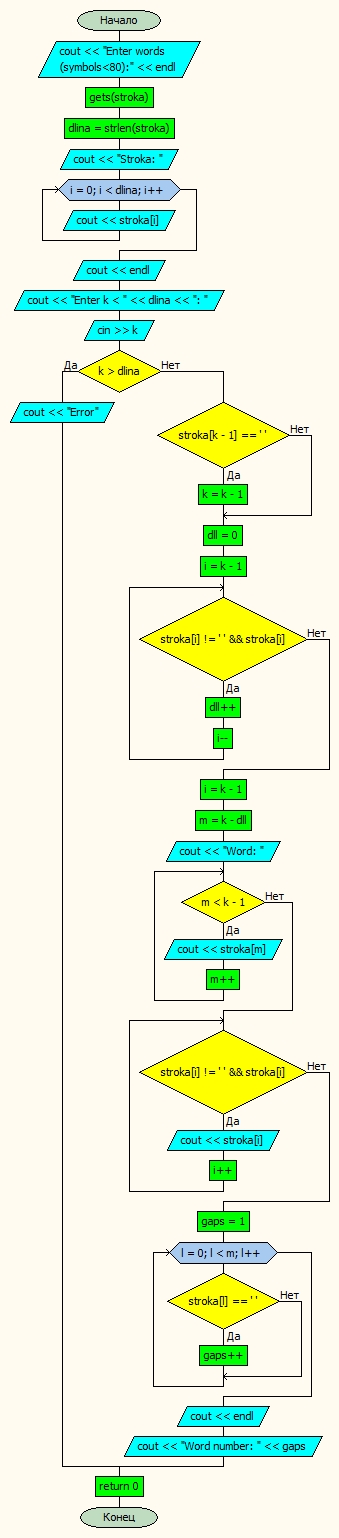 Начало
cout << "Enter words
(symbols<80):" << endl
gets(stroka)
dlina = strlen(stroka)
cout << "Stroka: "
i = 0; i < dlina; i++
cout << stroka[i]
cout << endl
cout << "Enter k < " << dlina << ": "
cin >> k
Да
k > dlina
Нет
cout << "Error"
stroka[k - 1] == ' '
Нет
Да
k = k - 1
dll = 0
i = k - 1
stroka[i] != ' ' && stroka[i]
Нет
Да
dll++
i--
i = k - 1
m = k - dll
cout << "Word: "
m < k - 1
Нет
Да
cout << stroka[m]
m++
stroka[i] != ' ' && stroka[i]
Нет
Да
cout << stroka[i]
i++
gaps = 1
l = 0; l < m; l++
stroka[l] == ' '
Нет
Да
gaps++
cout << endl
cout << "Word number: " << gaps
return 0
Конец